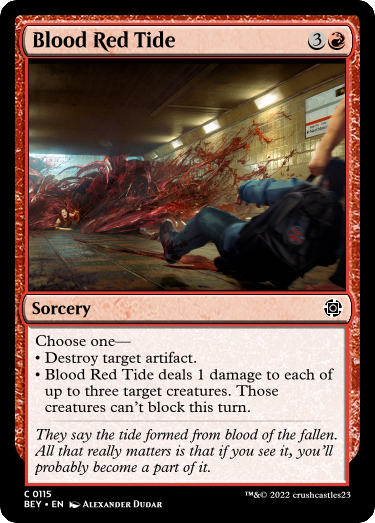 Blood Red Tide 3
Sorcery
Choose one—
• Destroy target artifact.
• Blood Red Tide deals 1 damage to each of
up to three target creatures. Those
creatures can't block this turn.
They say the tide formed from blood of the fallen.
All that really matters is that if you see it, you'll
probably become a part of it.
C 0115
BEY • EN ALEXANDER DUDAR
™&© 2022 crushcastles23